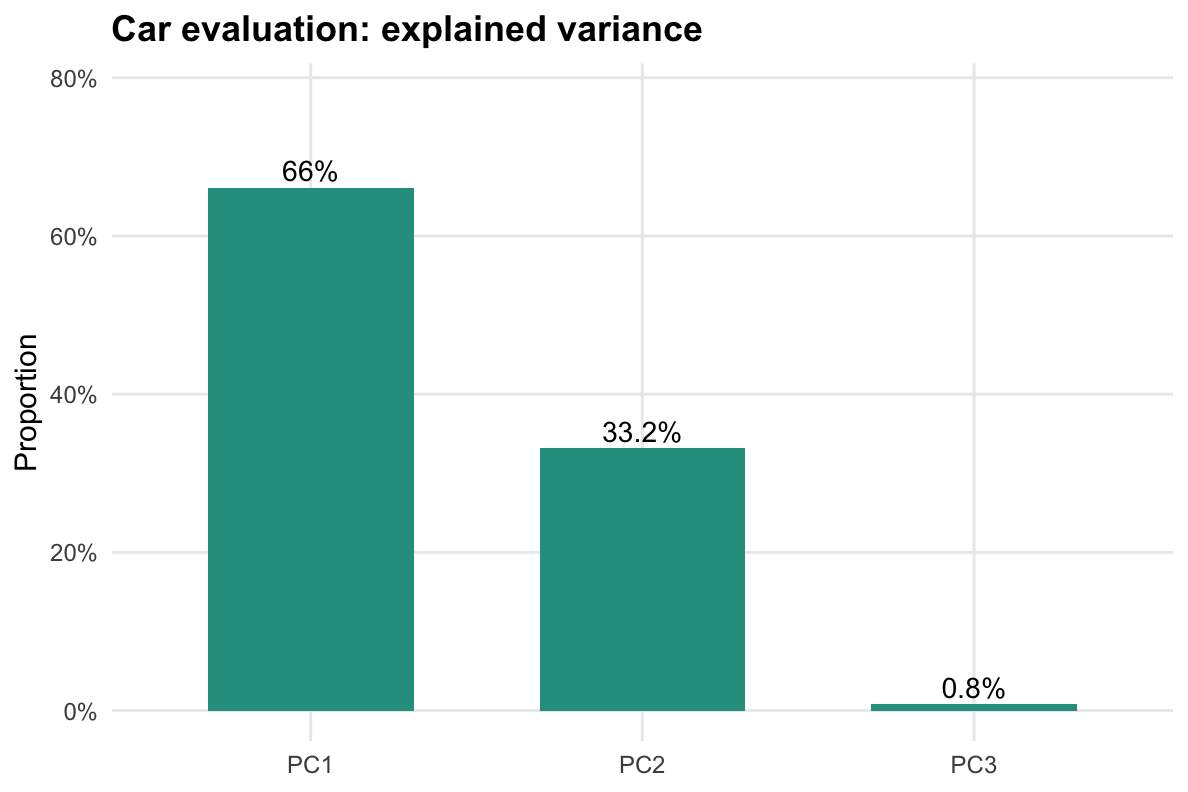 Car evaluation: explained variance
Proportion
80%
60%
40%
20%
0%
66%
33.2%
0.8%
PC1
PC2
PC3